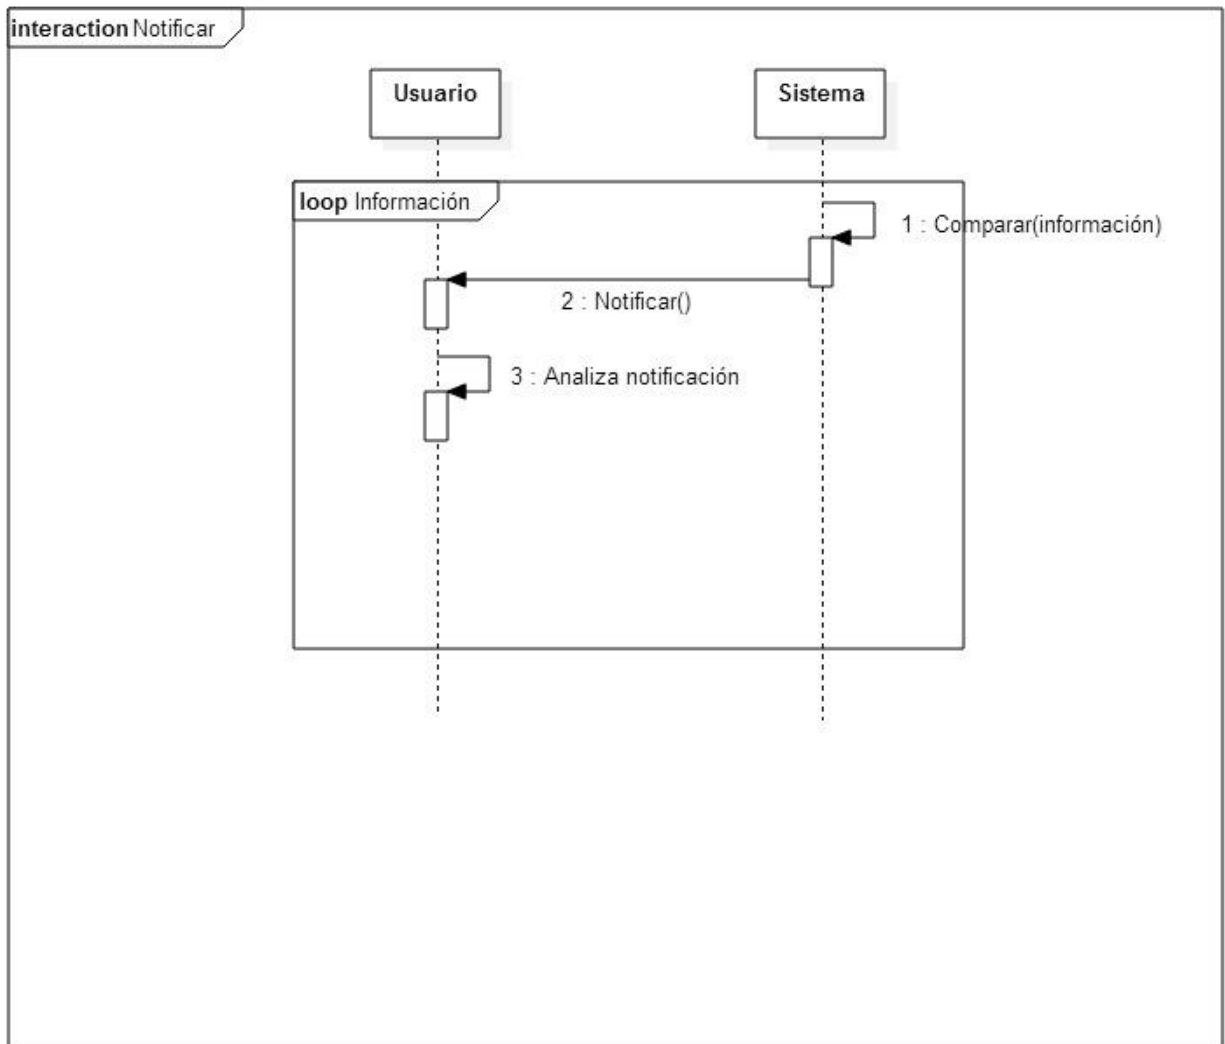 interaction Notificar
Usuario
Sistema
loop Información
1 : Comparar(información)
2 : Notificar()
3 : Analiza notificación